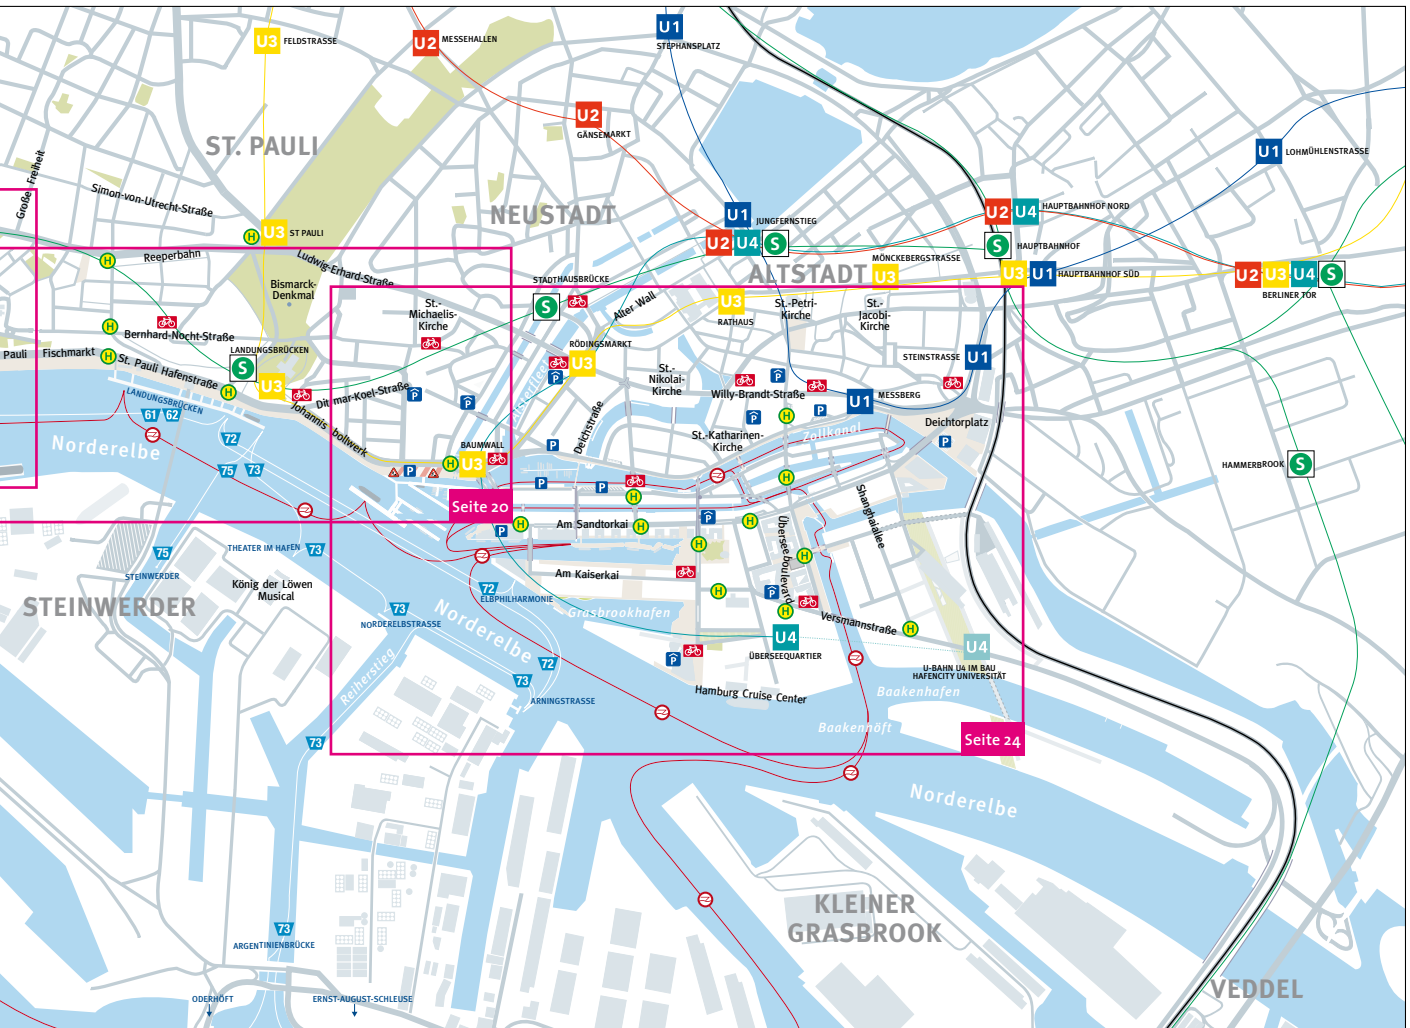 U1
STEPHANSPLATZ
U3 FELDSTRASSE
U2 MESSEHALLEN
U2
GÄNSEMARKT
ST. PAULI
U1 LOHMÜHLENSTRASSE
Große Freiheit
Simon-von-Utrecht-Straße
NEUSTADT
U1
JUNGFERNSTIEG
U2 U4 S
U2 U4 HAUPTBAHNHOF NORD
H U3 ST PAULI
S HAUPTBAHNHOF
H
Reeperbahn
Ludwig-Erhard-Straße
MÖNCKEBERGSTRASSE
ALTSTADT
U3
U3 U1 HAUPTBAHNHOF SÜD
U2 U3 U4 S
BERLINER TOR
STADTHAUSBRÜCKE
S
Bismarck-
Denkmal
St.-
Michaelis-
Kirche
Alter Wall
U3
RATHAUS
St.-Petri-
Kirche
St.-
Jacobi-
Kirche
H
Bernhard-Nocht-Straße
RÖDINGSMARKT
U3
STEINSTRASSE U1
Pauli Fischmarkt H
St. Pauli Hafenstraße
LANDUNGSBRÜCKEN
S
U3
H
St.-
Nikolai-
Kirche
Willy-Brandt-Straße
U1 MESSBERG
P
P
P
P
P
Dit mar-Koel-Straße
P
P
Johannis bollwerk
LANDUNGSBRÜCKEN
61 62
72
75 73
Norderelbe
Deichstraße
St.-Katharinen-
Kirche
H
Zollkanal
Deichtorplatz
P
BAUMWALL
H U3
P
P
P
P
H
H
HAMMERBROOK S
Seite 20
H
P
Am Sandtorkai
H
P
H
Überseeboulevard
Shanghaiallee
H
H
THEATER IM HAFEN 73
75
STEINWERDER
STEINWERDER
König der Löwen
Musical
Am Kaiserkai
72
ELBPHILHARMONIE
H
P
H
73
NORDERELBSTRASSE
Norderelbe
Grasbrookhafen
Versmannstraße
H
U4
ÜBERSEEQUARTIER
U4
U-BAHN U4 IM BAU
HAFENCITY UNIVERSITÄT
P
72
73
ARNINGSTRASSE
Reiherstieg
Hamburg Cruise Center
Baakenhafen
Baakenhöft
73
Seite 24
Norderelbe
KLEINER
GRASBROOK
73
ARGENTINIENBRÜCKE
ODERHÖFT
ERNST-AUGUST-SCHLEUSE
VEDDEL